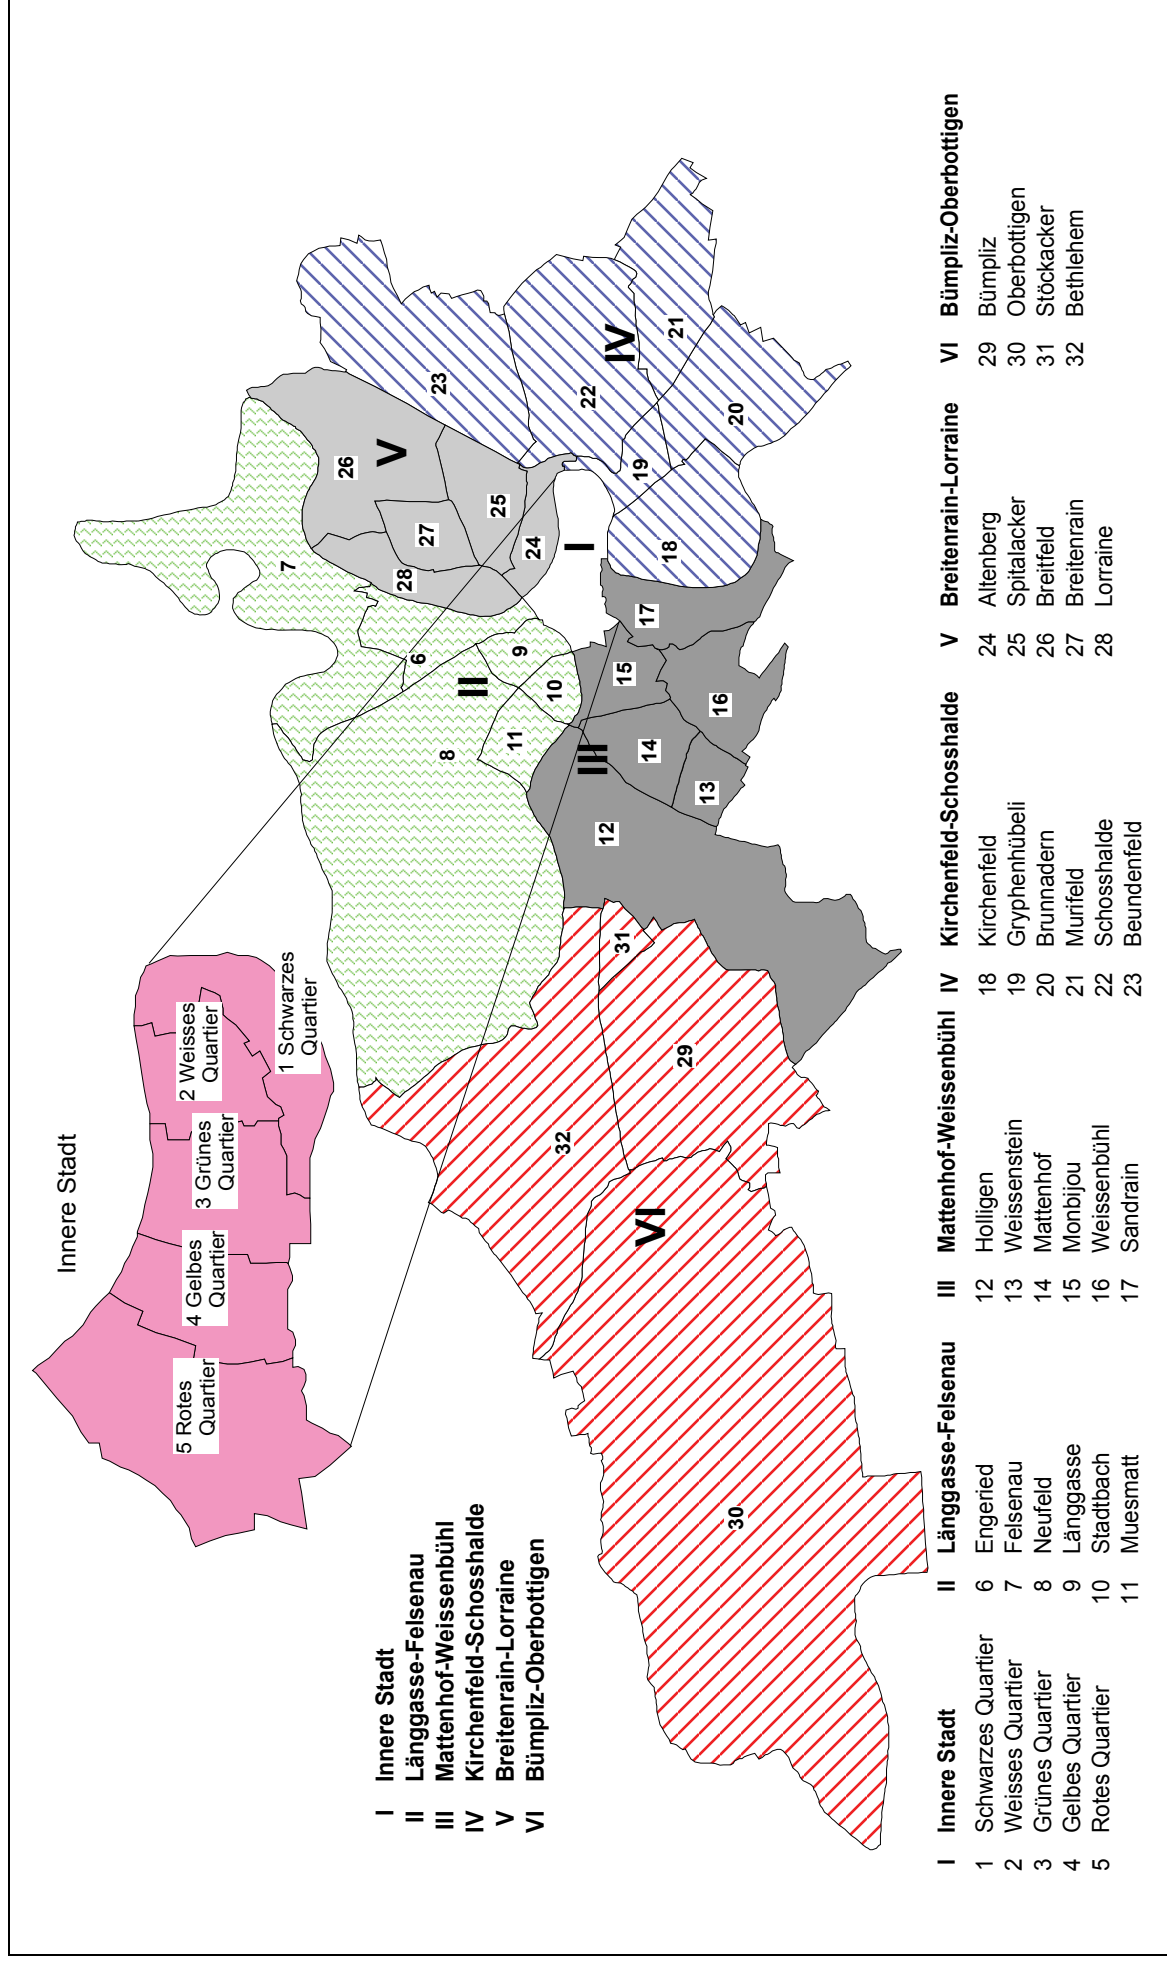 Innere Stadt
5 Rotes
Quartier
4 Gelbes
Quartier
3 Grünes
Quartier
2 Weisses
Quartier
1 Schwarzes
Quartier
I Innere Stadt
II Länggasse-Felsenau
III Mattenhof-Weissenbühl
IV Kirchenfeld-Schosshalde
V Breitenrain-Lorraine
VI Bümpliz-Oberbottigen
7
26
V
23
28
27
25
24
6
9
II
10
11
8
I
22
IV
21
19
20
18
17
15
16
III
14
13
12
31
29
32
VI
30
I Innere Stadt
1 Schwarzes Quartier
2 Weisses Quartier
3 Grünes Quartier
4 Gelbes Quartier
5 Rotes Quartier
II Länggasse-Felsenau
6 Engeried
7 Felsenau
8 Neufeld
9 Länggasse
10 Stadtbach
11 Muesmatt
III Mattenhof-Weissenbühl
12 Holligen
13 Weissenstein
14 Mattenhof
15 Monbijou
16 Weissenbühl
17 Sandrain
IV Kirchenfeld-Schosshalde
18 Kirchenfeld
19 Gryphenhübeli
20 Brunnadern
21 Murifeld
22 Schosshalde
23 Beundenfeld
V Breitenrain-Lorraine
24 Altenberg
25 Spitalacker
26 Breitfeld
27 Breitenrain
28 Lorraine
VI Bümpliz-Oberbottigen
29 Bümpliz
30 Oberbottigen
31 Stöckacker
32 Bethlehem